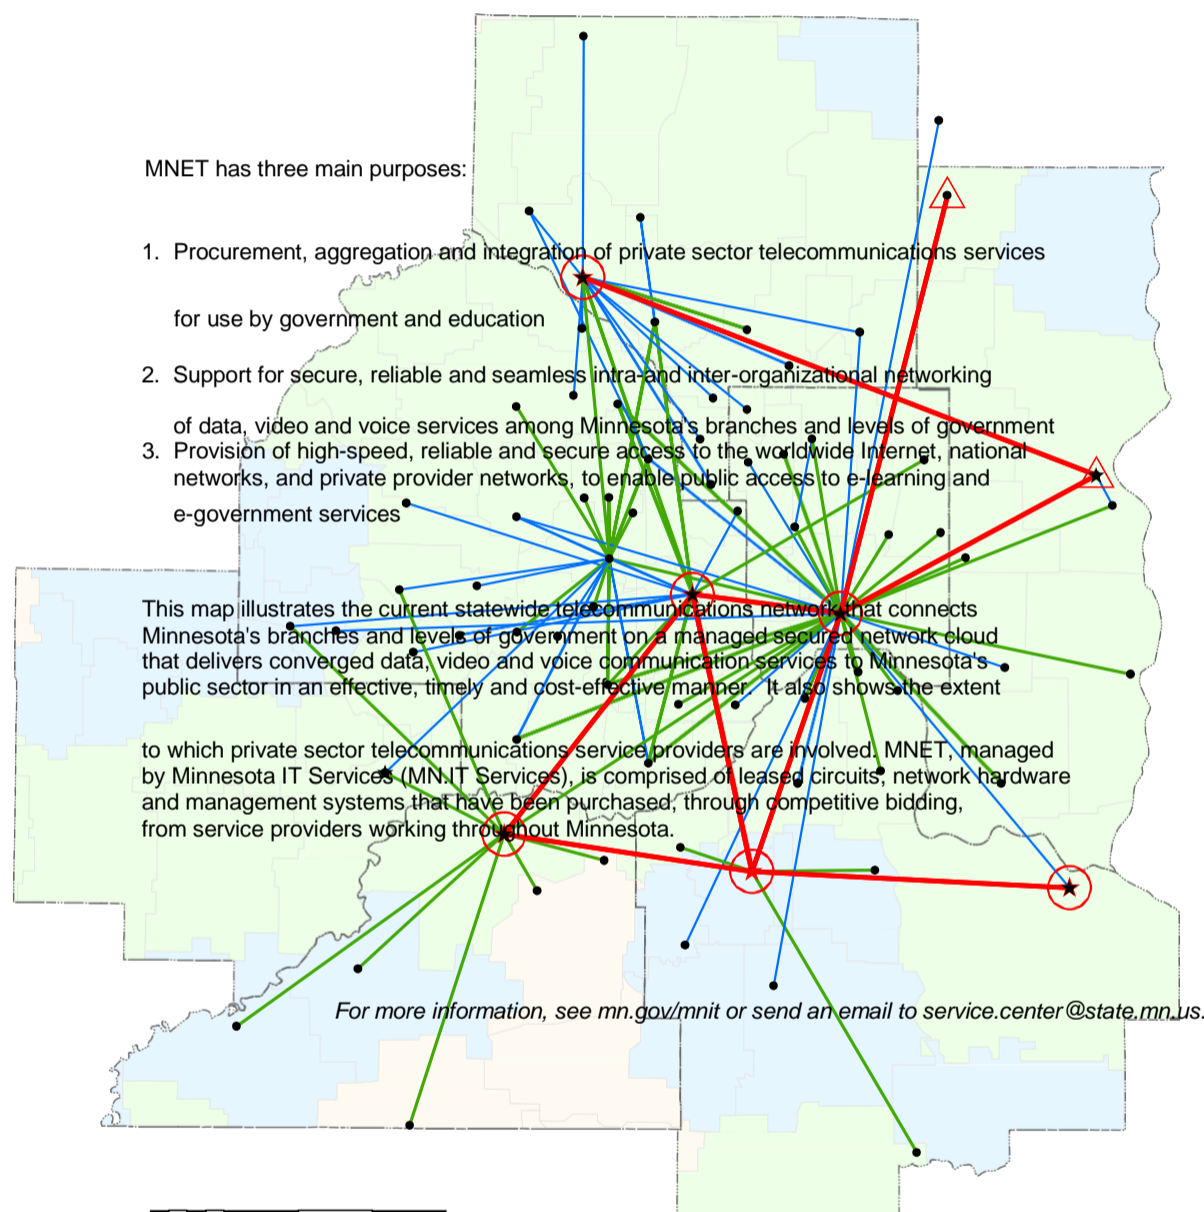 MNET has three main purposes:
1. Procurement, aggregation and integration of private sector telecommunications services
for use by government and education
2. Support for secure, reliable and seamless intra-and inter-organizational networking
of data, video and voice services among Minnesota's branches and levels of government
3. Provision of high-speed, reliable and secure access to the worldwide Internet, national
networks, and private provider networks, to enable public access to e-learning and
e-government services
This map illustrates the current statewide telecommunications network that connects
Minnesota's branches and levels of government on a managed secured network cloud
that delivers converged data, video and voice communication services to Minnesota's
public sector in an effective, timely and cost-effective manner. It also shows the extent
to which private sector telecommunications service providers are involved. MNET, managed
by Minnesota IT Services (MN.IT Services), is comprised of leased circuits, network hardware
and management systems that have been purchased, through competitive bidding,
from service providers working throughout Minnesota.
For more information, see mn.gov/mnit or send an email to service.center@state.mn.us.